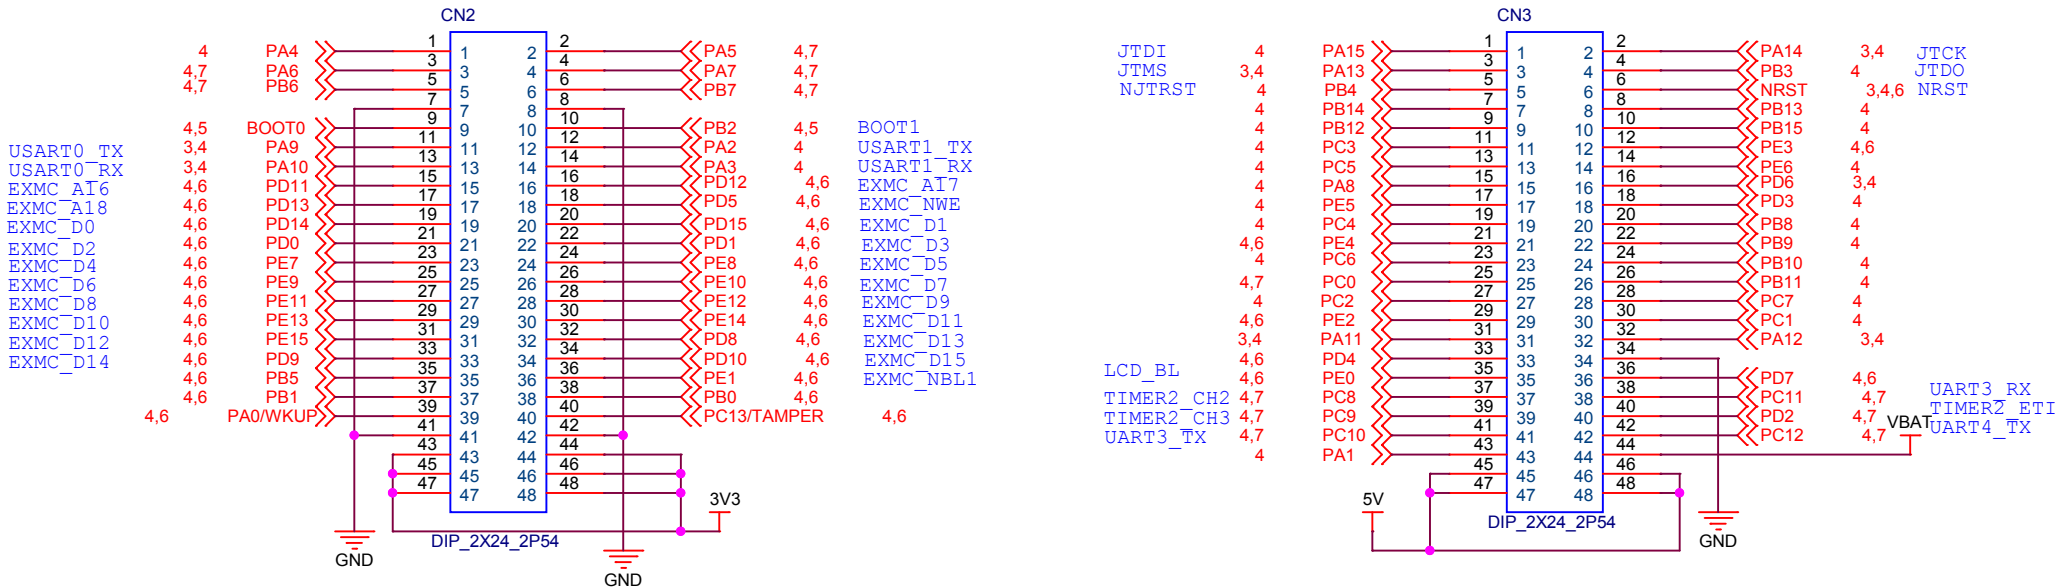 CN2 CN3
4 PA4 1 1 2 2 PA5 4,7 JTDI 4 PA15 1 1 2 2 PA14 3,4 JTCK
4,7 PA6 3 3 4 4 PA7 4,7 JTMS 3,4 PA13 3 3 4 4 PB3 4 JTDO
4,7 PB6 5 5 6 6 PB7 4,7 NJTRST 4 PB4 5 5 6 6 NRST 3,4,6 NRST
7 7 8 8 4 PB14 7 7 8 8 PB13 4
4,5 BOOT0 9 9 10 10 PB2 4,5 BOOT1 4 PB12 9 9 10 10 PB15 4
USART0_TX 3,4 PA9 11 11 12 12 PA2 4 USART1_TX 4 PC3 11 11 12 12 PE3 4,6
USART0_RX 3,4 PA10 13 13 14 14 PA3 4 USART1_RX 4 PC5 13 13 14 14 PE6 4
EXMC_A16 4,6 PD11 15 15 16 16 PD12 4,6 EXMC_A17 4 PA8 15 15 16 16 PD6 3,4
EXMC_A18 4,6 PD13 17 17 18 18 PD5 4,6 EXMC_NWE 4 PE5 17 17 18 18 PD3 4
EXMC_D0 4,6 PD14 19 19 20 20 PD15 4,6 EXMC_D1 4 PC4 19 19 20 20 PB8 4
EXMC_D2 4,6 PD0 21 21 22 22 PD1 4,6 EXMC_D3 4,6 PE4 21 21 22 22 PB9 4
EXMC_D4 4,6 PE7 23 23 24 24 PE8 4,6 EXMC_D5 4 PC6 23 23 24 24 PB10 4
EXMC_D6 4,6 PE9 25 25 26 26 PE10 4,6 EXMC_D7 4,7 PC0 25 25 26 26 PB11 4
EXMC_D8 4,6 PE11 27 27 28 28 PE12 4,6 EXMC_D9 4 PC2 27 27 28 28 PC7 4
EXMC_D10 4,6 PE13 29 29 30 30 PE14 4,6 EXMC_D11 4,6 PE2 29 29 30 30 PC1 4
EXMC_D12 4,6 PE15 31 31 32 32 PD8 4,6 EXMC_D13 3,4 PA11 31 31 32 32 PA12 3,4
EXMC_D14 4,6 PD9 33 33 34 34 PD10 4,6 EXMC_D15 4,6 PD4 33 33 34 34
4,6 PB5 35 35 36 36 PE1 4,6 EXMC_NBL1 LCD_BL 4,6 PE0 35 35 36 36 PD7 4,6
4,6 PB1 37 37 38 38 PB0 4,6 TIMER2_CH2 4,7 PC8 37 37 38 38 PC11 4,7 UART3_RX
4,6 PA0/WKUP 39 39 40 40 PC13/TAMPER 4,6 TIMER2_CH3 4,7 PC9 39 39 40 40 PD2 4,7 TIMER2_ETI
41 41 42 42 UART3_TX 4,7 PC10 41 41 42 42 PC12 4,7 VBAT UART4_TX
43 43 44 44 4 PA1 43 43 44 44
45 45 46 46 45 45 46 46
47 47 48 48 47 47 48 48
3V3 5V
DIP_2X24_2P54 DIP_2X24_2P54
GND GND GND